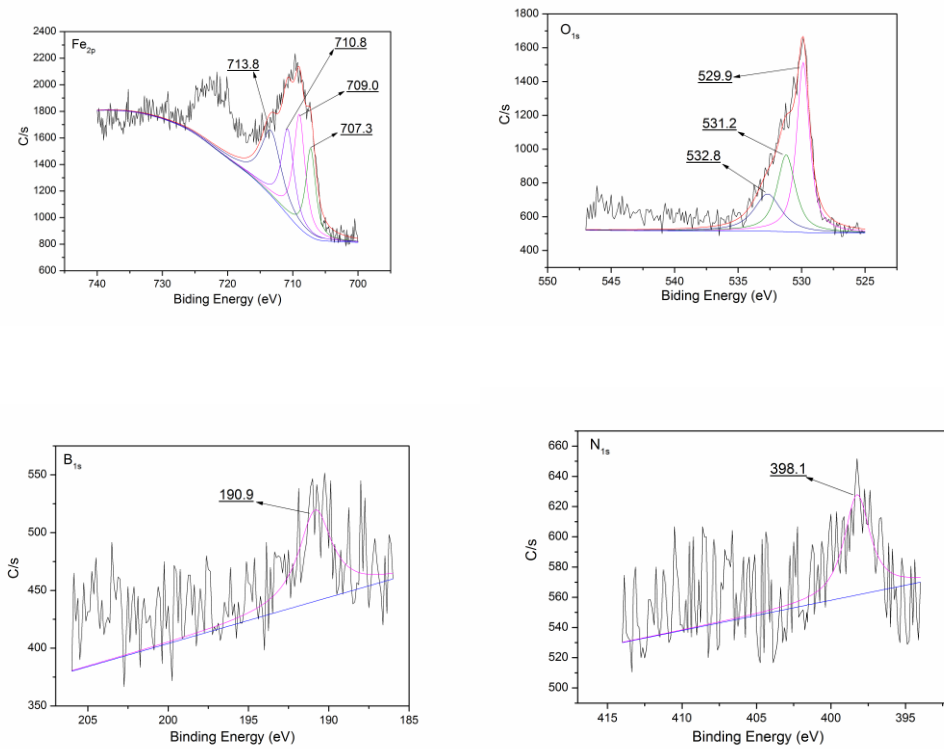 Fe2p
710.8
713.8
709.0
707.3
2400
2200
2000
1800
1600
1400
1200
1000
800
600
C/s
740 730 720 710 700
Biding Energy (eV)
O1s
529.9
531.2
532.8
1800
1600
1400
1200
1000
800
600
400
C/s
550 545 540 535 530 525
Biding Energy (eV)
B1s
190.9
550
500
450
400
350
C/s
205 200 195 190 185
Binding Energy (eV)
N1s
398.1
660
640
620
600
580
560
540
520
500
C/s
415 410 405 400 395
Binding Energy (eV)